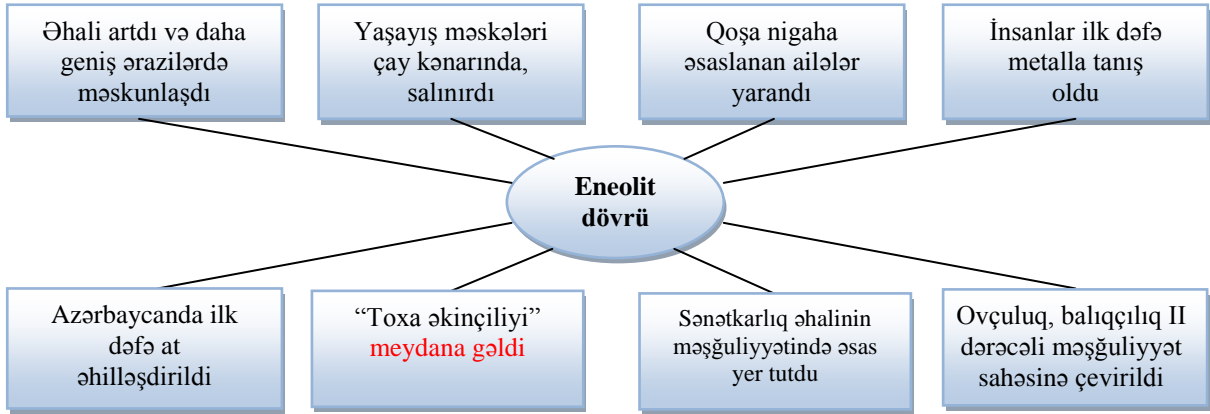 Əhali artdı və daha
geniş ərazilərdə
məskunlaşdı
Yaşayış məskələri
çay kənarında,
salınırdı
Qoşa nigaha
əsaslanan ailələr
yarandı
İnsanlar ilk dəfə
metalla tanış
oldu
Eneolit
dövrü
Azərbaycanda ilk
dəfə at
əhilləşdirildi
“Toxa əkinçiliyi”
meydana gəldi
Sənətkarlıq əhalinin
məşğuliyyətində əsas
yer tutdu
Ovçuluq, balıqçılıq II
dərəcəli məşğuliyyət
sahəsinə çevirildi